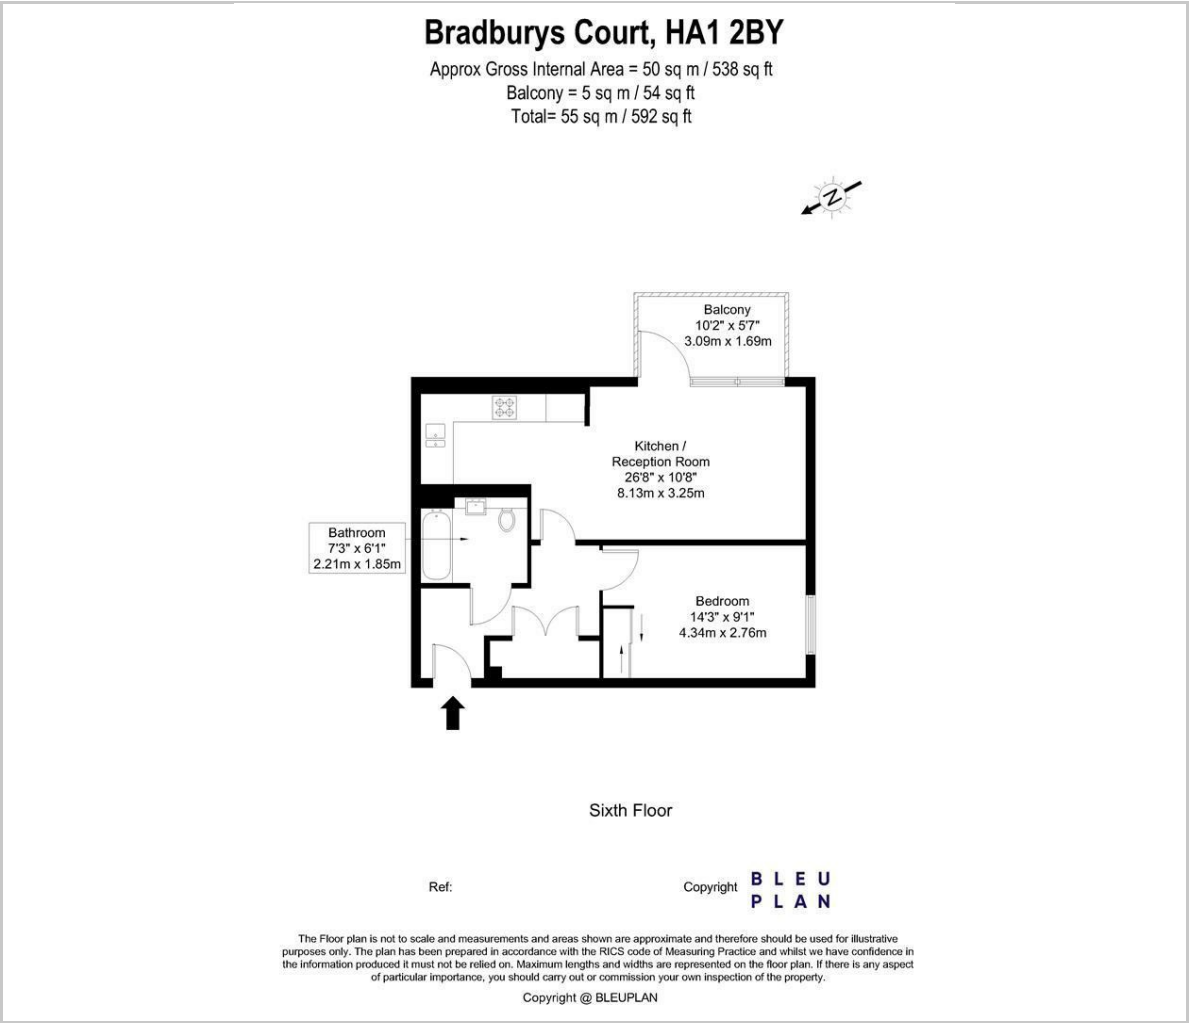 Bradburys Court, HA1 2BY
Approx Gross Internal Area = 50 sq m / 538 sq ft
Balcony = 5 sq m / 54 sq ft
Total= 55 sq m / 592 sq ft
N
Balcony
10'2" x 5'7"
3.09m x 1.69m
Kitchen /
Reception Room
26'8" x 10'8"
8.13m x 3.25m
Bathroom
7'3" x 6'1"
2.21m x 1.85m
Bedroom
14'3" x 9'1"
4.34m x 2.76m
Sixth Floor
Ref:
Copyright
BLEU
PLAN
The Floor plan is not to scale and measurements and areas shown are approximate and therefore should be used for illustrative
purposes only. The plan has been prepared in accordance with the RICS code of Measuring Practice and whilst we have confidence in
the information produced it must not be relied on. Maximum lengths and widths are represented on the floor plan. If there is any aspect
of particular importance, you should carry out or commission your own inspection of the property.
Copyright @ BLEUPLAN